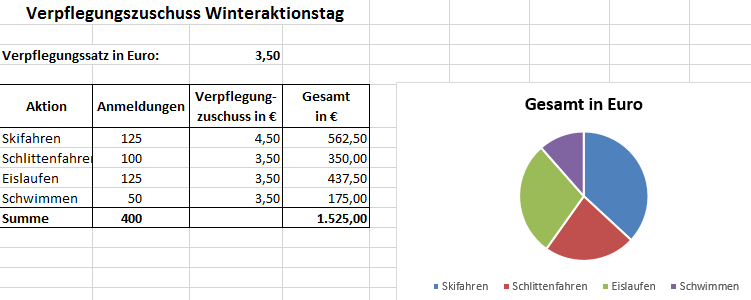 Verpflegungszuschuss Winteraktionstag
Verpflegungssatz in Euro: 3,50
Aktion Anmeldungen Verpflegung-
zuschuss in € Gesamt
in €
Skifahren 125 4,50 562,50
Schlittenfahren 100 3,50 350,00
Eislaufen 125 3,50 437,50
Schwimmen 50 3,50 175,00
Summe 400 1.525,00
Gesamt in Euro
Skifahren Schlittenfahren Eislaufen Schwimmen